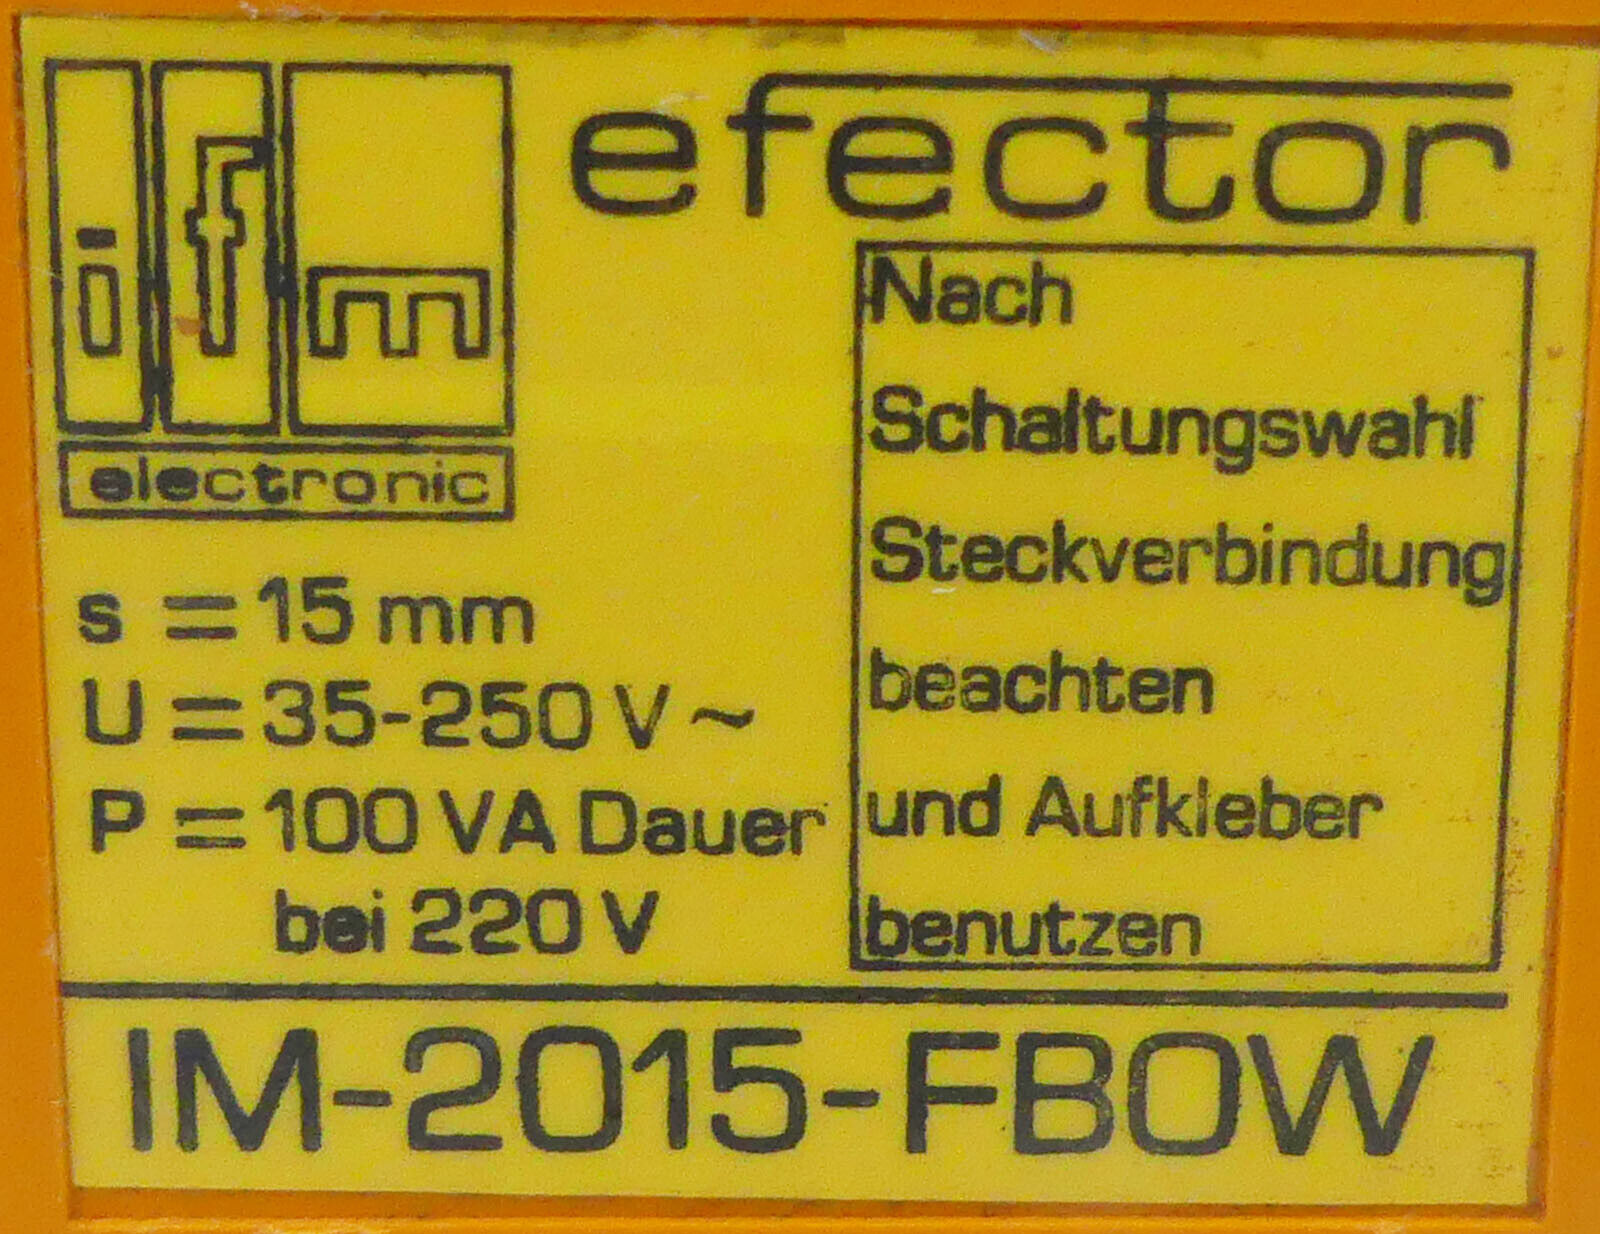 ifm
electronic
efector
s = 15 mm
U = 35-250 V ~
P = 100 VA Dauer
bei 220 V
Nach
Schaltungswahl
Steckverbindung
beachten
und Aufkleber
benutzen
IM-2015-FBOW